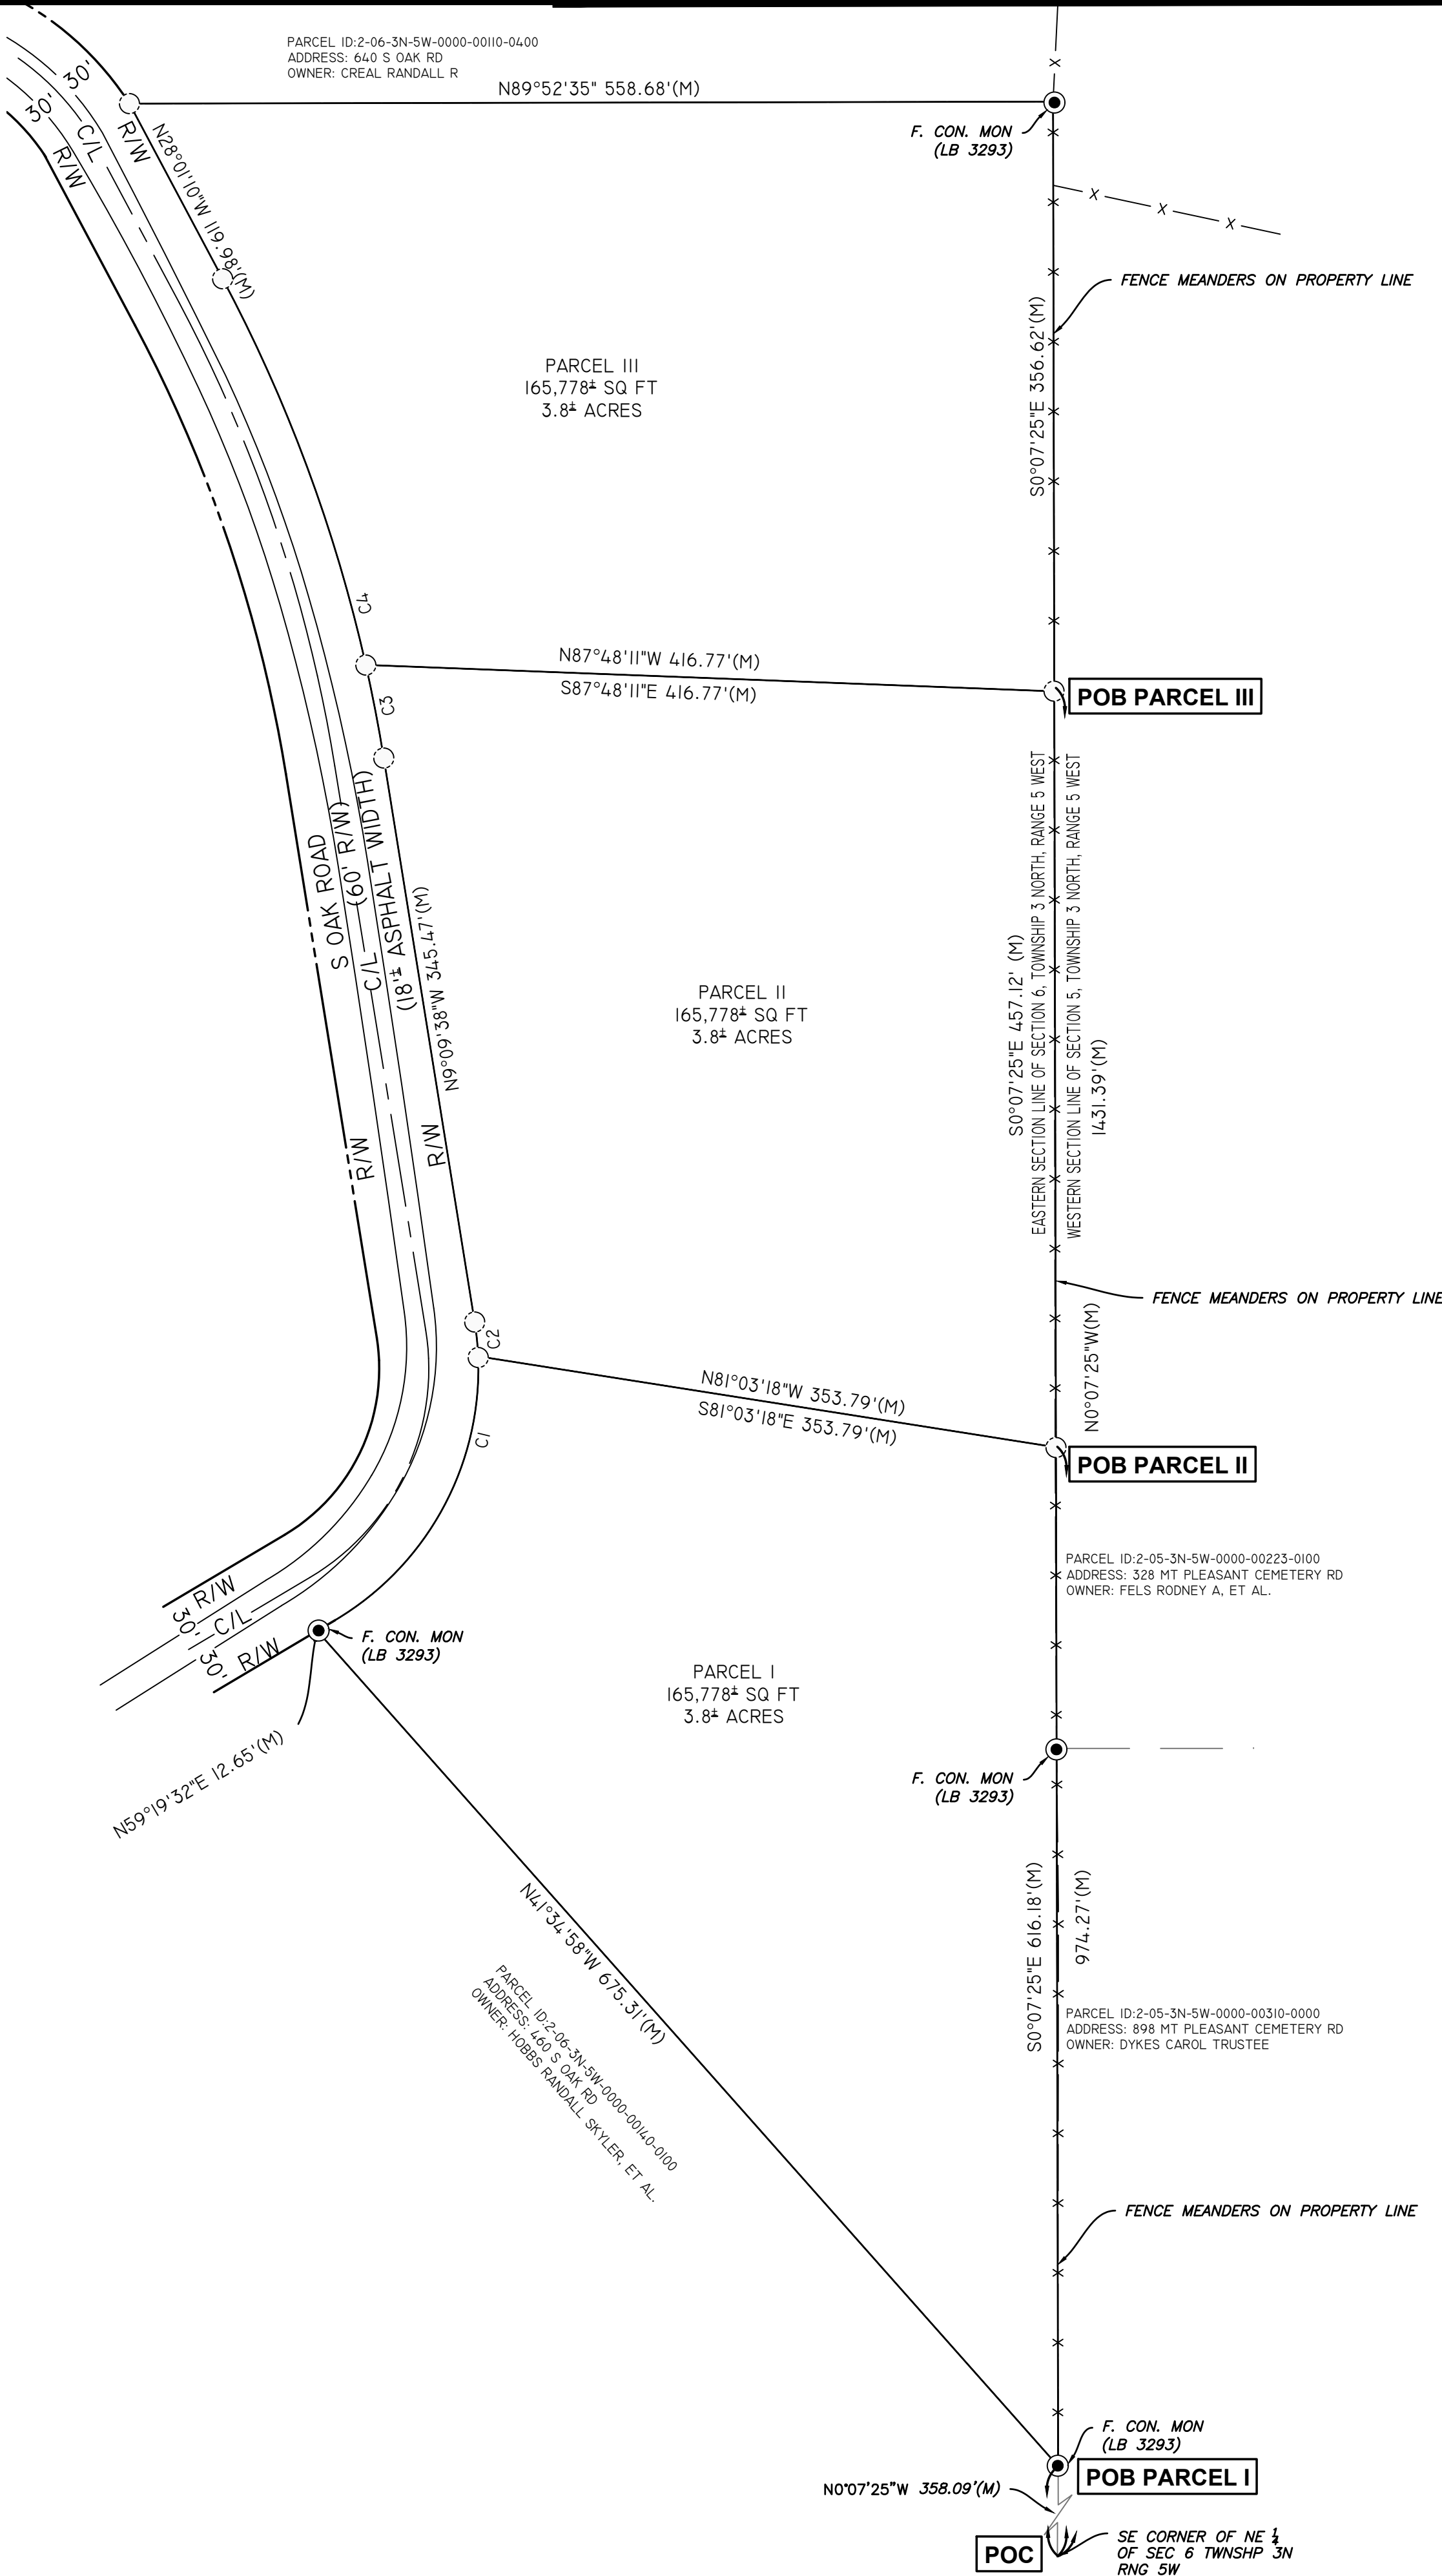 PARCEL ID:2-06-3N-5W-0000-00110-0400
ADDRESS: 640 S OAK RD
OWNER: CREAL RANDALL R
N89°52'35" 558.68'(M)
30'
30'
C/L
R/W
R/W
N28°01'10"W 119.98'(M)
F. CON. MON
(LB 3293)
X
X X X
FENCE MEANDERS ON PROPERTY LINE
S0°07'25"E 356.62'(M)
PARCEL III
165,778± SQ FT
3.8± ACRES
C4
N87°48'11"W 416.77'(M)
S87°48'11"E 416.77'(M)
C3
POB PARCEL III
S OAK ROAD
(60' R/W)
C/L
(18'± ASPHALT WIDTH)
N9°09'38"W 345.47'(M)
R/W
R/W
PARCEL II
165,778± SQ FT
3.8± ACRES
S0°07'25"E 457.12' (M)
EASTERN SECTION LINE OF SECTION 6, TOWNSHIP 3 NORTH, RANGE 5 WEST
WESTERN SECTION LINE OF SECTION 5, TOWNSHIP 3 NORTH, RANGE 5 WEST
1431.39'(M)
FENCE MEANDERS ON PROPERTY LINE
N0°07'25"W(M)
C2
N81°03'18"W 353.79'(M)
S81°03'18"E 353.79'(M)
C1
POB PARCEL II
PARCEL ID:2-05-3N-5W-0000-00223-0100
ADDRESS: 328 MT PLEASANT CEMETERY RD
OWNER: FELS RODNEY A, ET AL.
R/W
30'
C/L
30'
R/W
F. CON. MON
(LB 3293)
PARCEL I
165,778± SQ FT
3.8± ACRES
N59°19'32"E 12.65'(M)
F. CON. MON
(LB 3293)
S0°07'25"E 616.18'(M)
974.27'(M)
N41°34'58"W 675.31'(M)
PARCEL ID:2-06-3N-5W-0000-00140-0100
ADDRESS: 460 S OAK RD
OWNER: HOBBS RANDALL SKYLER, ET AL.
PARCEL ID:2-05-3N-5W-0000-00310-0000
ADDRESS: 898 MT PLEASANT CEMETERY RD
OWNER: DYKES CAROL TRUSTEE
FENCE MEANDERS ON PROPERTY LINE
F. CON. MON
(LB 3293)
POB PARCEL I
N0°07'25"W 358.09'(M)
POC
SE CORNER OF NE 1/4
OF SEC 6 TWNSHP 3N
RNG 5W